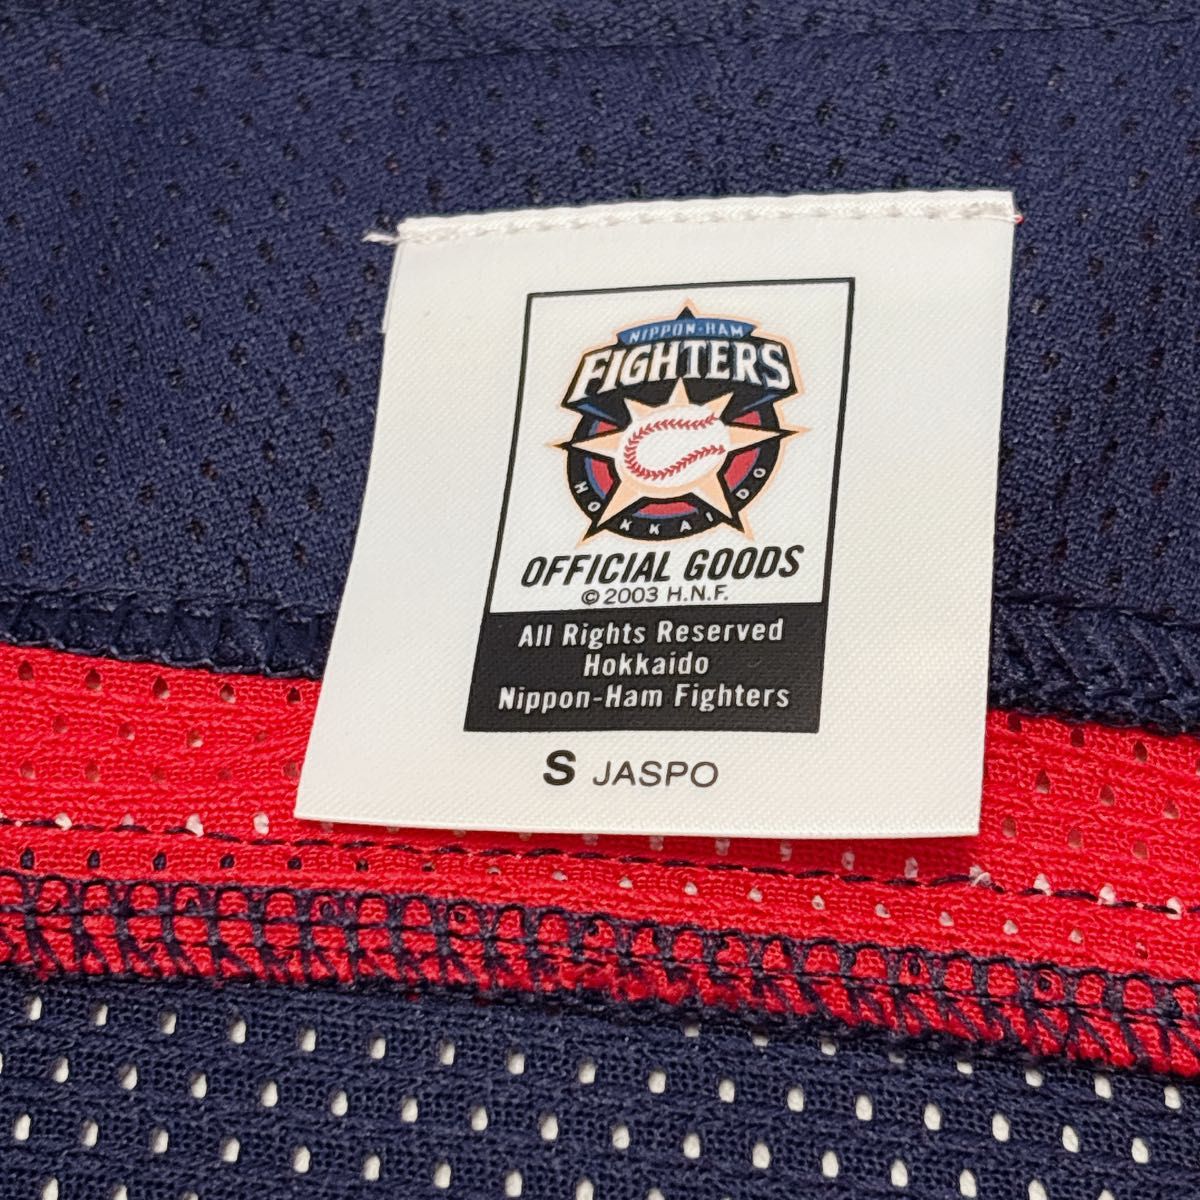 NIPPON-HAM
FIGHTERS
HOKKAIDO
OFFICIAL GOODS
©2003 H.N.F.
All Rights Reserved
Hokkaido
Nippon-Ham Fighters
S JASPO